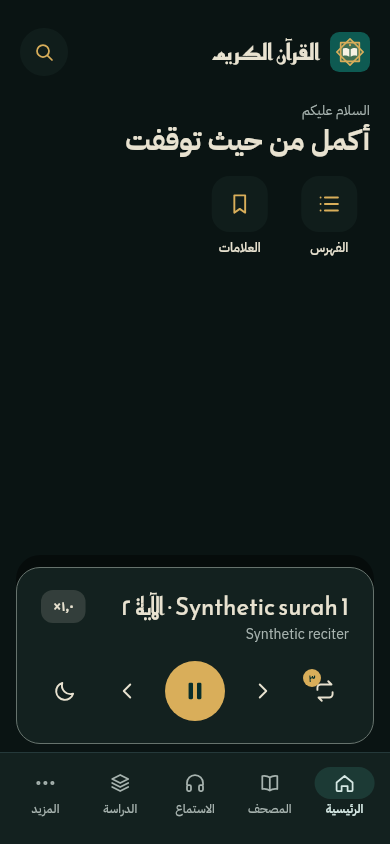 القرآن الكريم
السلام عليكم
أكمل من حيث توقفت
الفهرس
العلامات
Synthetic surah 1 · الآية ٢
×١٫٠
Synthetic reciter
٣
الرئيسية
المصحف
الاستماع
الدراسة
المزيد